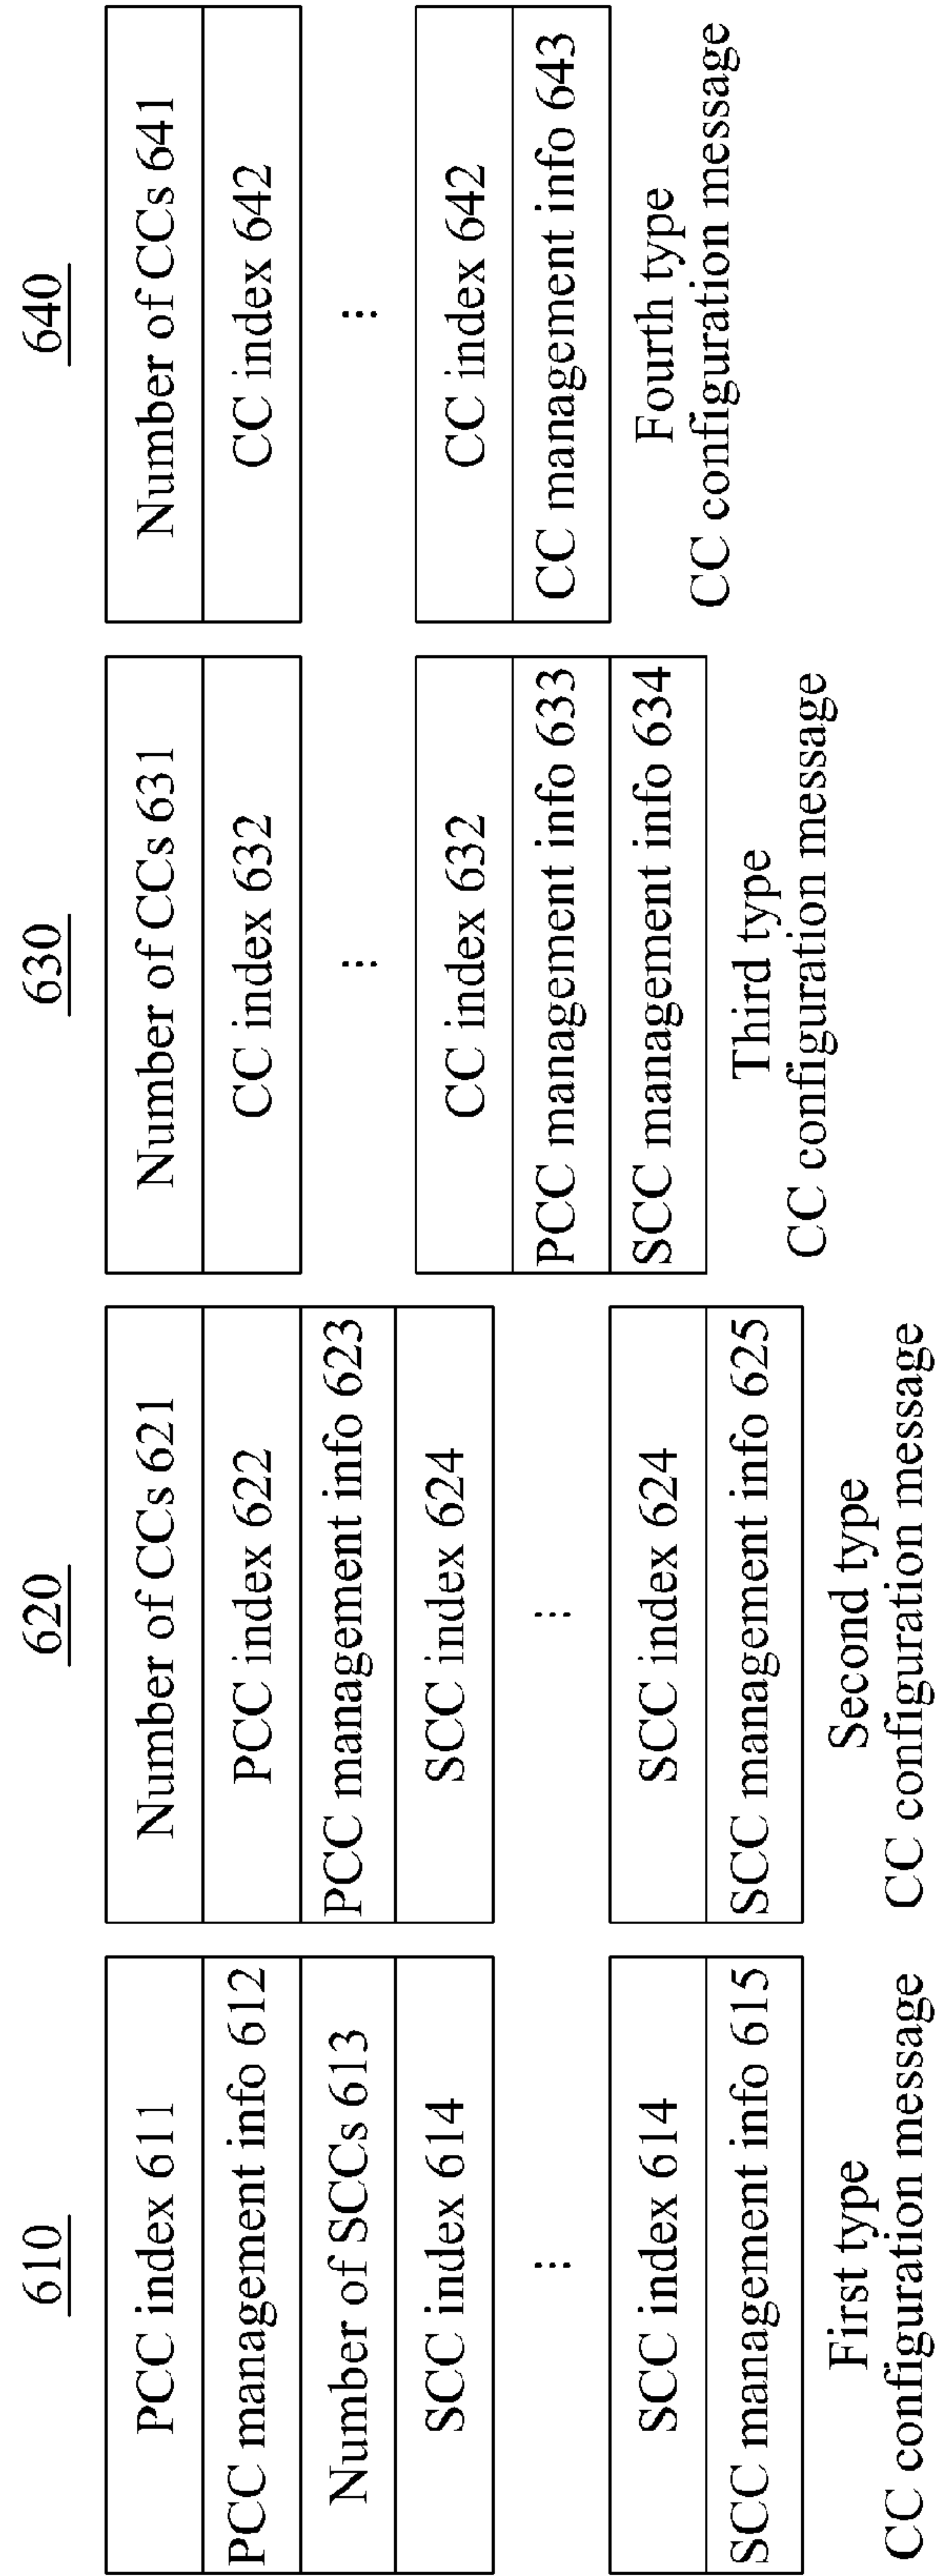 610
PCC index 611
PCC management info 612
Number of SCCs 613
SCC index 614
⋮
SCC index 614
SCC management info 615
First type
CC configuration message
620
Number of CCs 621
PCC index 622
PCC management info 623
SCC index 624
⋮
SCC index 624
SCC management info 625
Second type
CC configuration message
630
Number of CCs 631
CC index 632
⋮
CC index 632
PCC management info 633
SCC management info 634
Third type
CC configuration message
640
Number of CCs 641
CC index 642
⋮
CC index 642
CC management info 643
Fourth type
CC configuration message